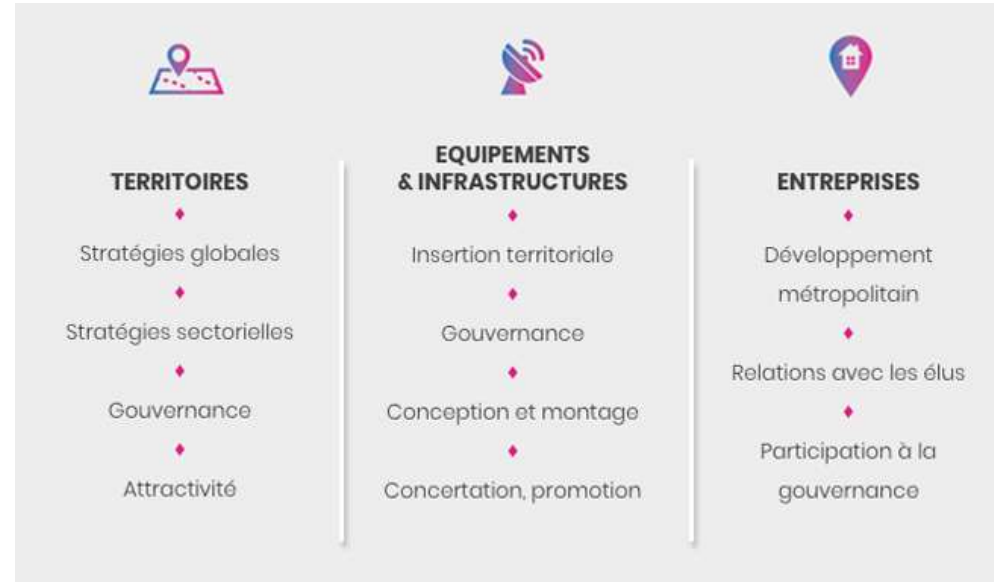 TERRITOIRES
Stratégies globales
Stratégies sectorielles
Gouvernance
Attractivité
EQUIPEMENTS
& INFRASTRUCTURES
Insertion territoriale
Gouvernance
Conception et montage
Concertation, promotion
ENTREPRISES
Développement
métropolitain
Relations avec les élus
Participation à la
gouvernance